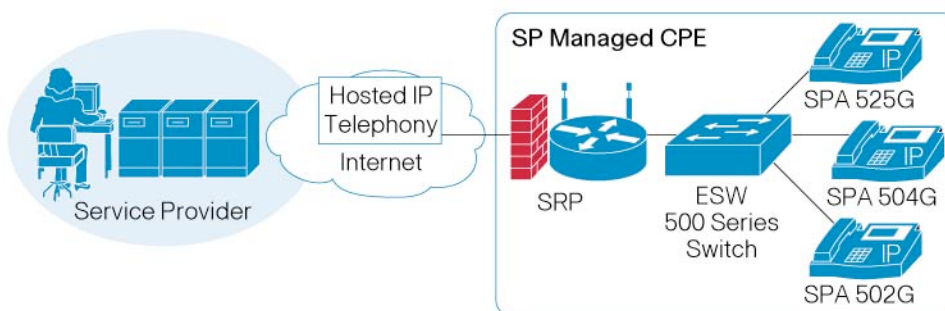 SP Managed CPE
Hosted IP
Telephony
Internet
Service Provider
SRP
ESW
500 Series
Switch
IP
SPA 525G
IP
SPA 504G
IP
SPA 502G